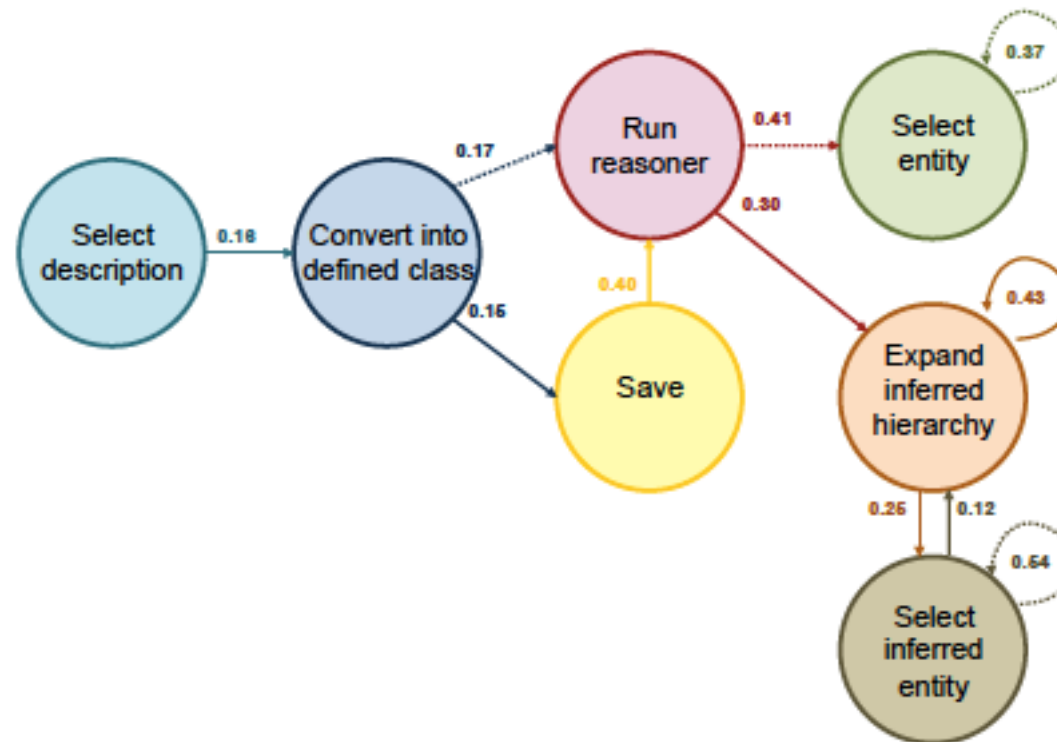 0.37
Select
entity
0.41
Run
reasoner
0.17
0.30
Select
description
0.16
Convert into
defined class
0.15
0.40
Save
0.43
Expand
inferred
hierarchy
0.25
0.12
0.54
Select
inferred
entity